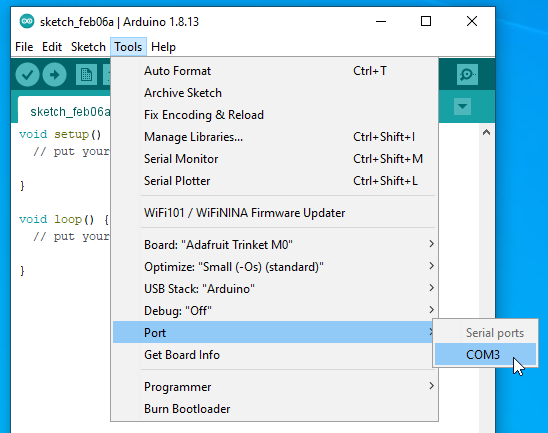 sketch_feb06a | Arduino 1.8.13
File Edit Sketch Tools Help
sketch_feb06a
void setup()
// put your
}
void loop() {
// put your
}
Auto Format Ctrl+T
Archive Sketch
Fix Encoding & Reload
Manage Libraries... Ctrl+Shift+I
Serial Monitor Ctrl+Shift+M
Serial Plotter Ctrl+Shift+L
WiFi101 / WiFiNINA Firmware Updater
Board: "Adafruit Trinket M0"
Optimize: "Small (-Os) (standard)"
USB Stack: "Arduino"
Debug: "Off"
Port
Get Board Info
Programmer
Burn Bootloader
Serial ports
COM3